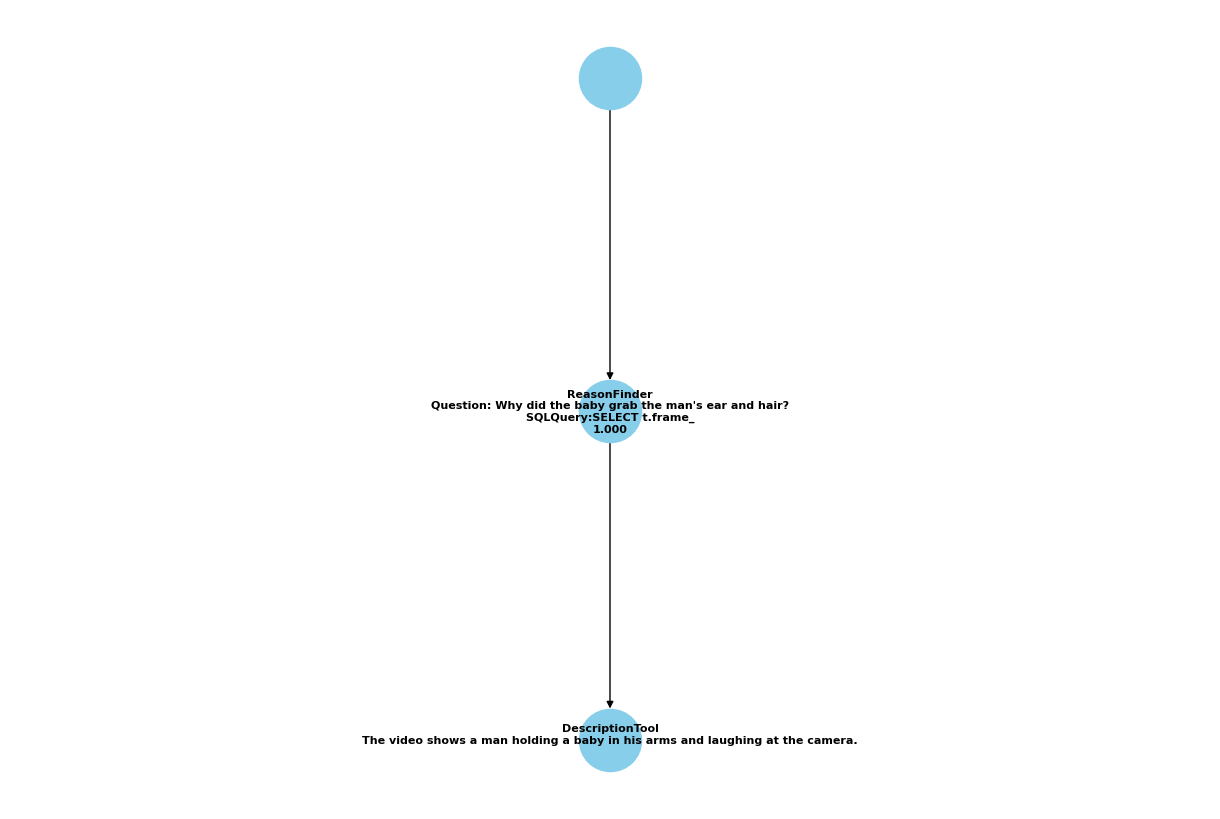 ReasonFinder
Question: Why did the baby grab the man's ear and hair?
SQLQuery:SELECT t.frame_
1.000
DescriptionTool
The video shows a man holding a baby in his arms and laughing at the camera.